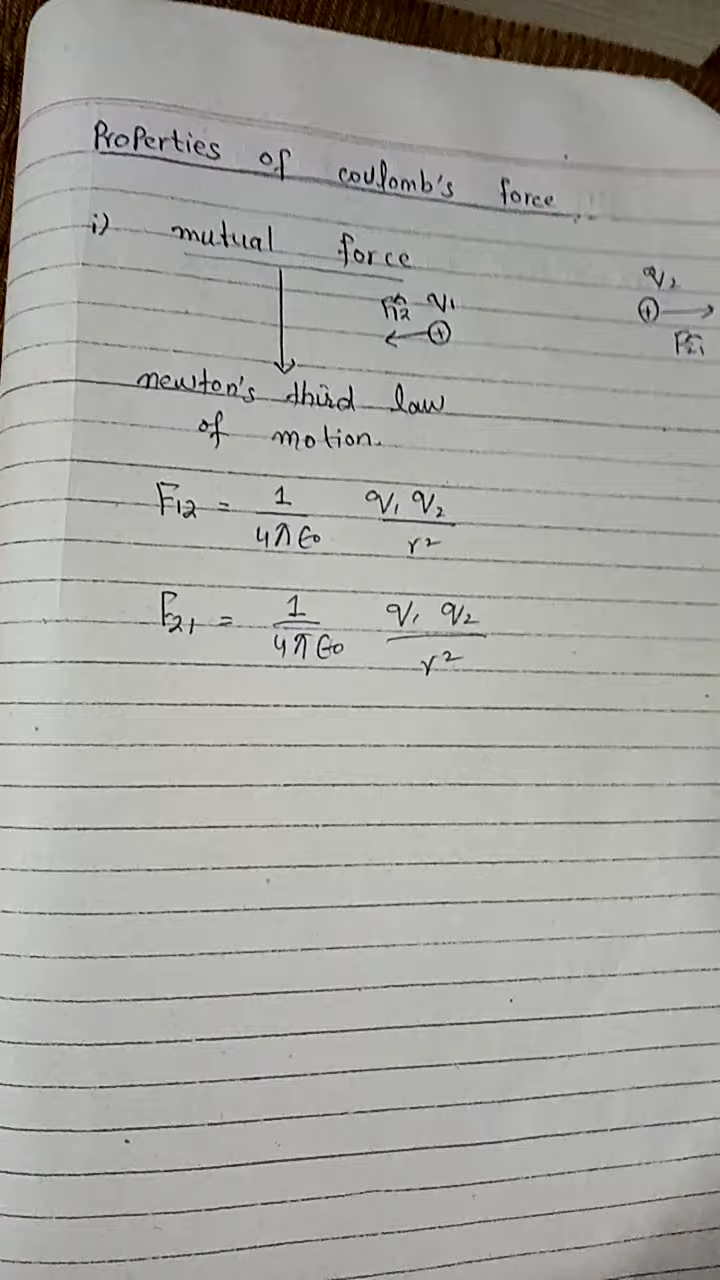 Properties of coulomb's force
i) mutual force
F12 q1
q2
F21
newton's third law
of motion.
F12 = 1/4πϵ0 q1 q2/r²
F21 = 1/4πϵ0 q1 q2/r²